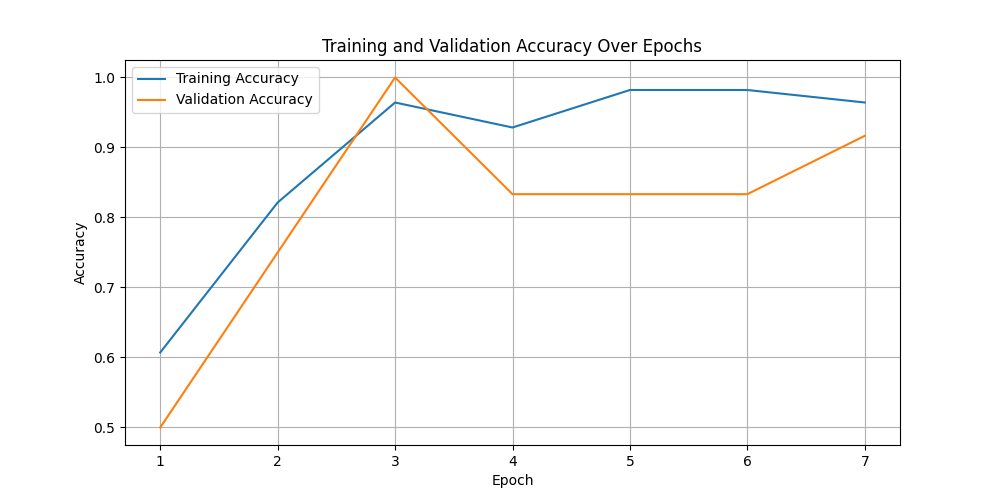 Training and Validation Accuracy Over Epochs
Training Accuracy
Validation Accuracy
1.0
0.9
0.8
0.7
0.6
0.5
Accuracy
1 2 3 4 5 6 7
Epoch